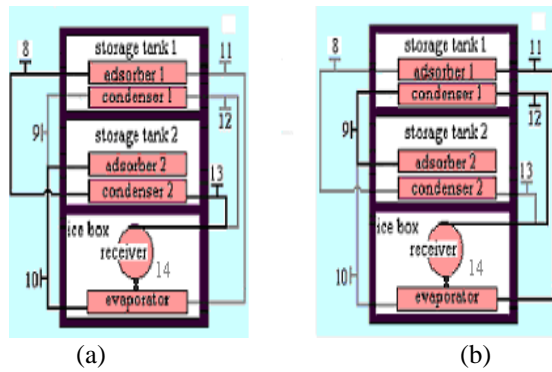 8
storage tank 1
11
adsorber 1
condenser 1
12
9
storage tank 2
adsorber 2
13
condenser 2
ice box
receiver
14
10
evaporator
(a)
8
storage tank 1
11
adsorber 1
condenser 1
12
9
storage tank 2
adsorber 2
13
condenser 2
ice box
receiver
14
10
evaporator
(b)